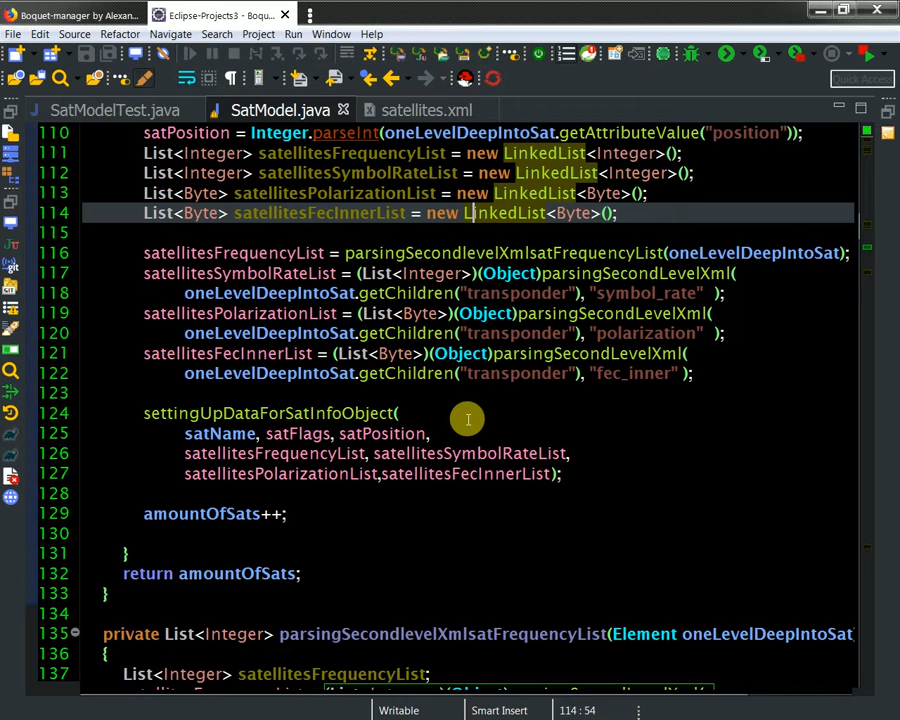 Boquet-manager by Alexan
Eclipse-Projects3 - Boqu
File Edit Source Refactor Navigate Search Project Run Window Help
Quick Access
SatModelTest.java SatModel.java satellites.xml
110 satPosition = Integer.parseInt(oneLevelDeepIntoSat.getAttributeValue("position"));
111 List<Integer> satellitesFrequencyList = new LinkedList<Integer>();
112 List<Integer> satellitesSymbolRateList = new LinkedList<Integer>();
113 List<Byte> satellitesPolarizationList = new LinkedList<Byte>();
114 List<Byte> satellitesFecInnerList = new LinkedList<Byte>();
115
116 satellitesFrequencyList = parsingSecondlevelXmlsatFrequencyList(oneLevelDeepIntoSat);
117 satellitesSymbolRateList = (List<Integer>)(Object)parsingSecondLevelXml(
118 oneLevelDeepIntoSat.getChildren("transponder"), "symbol_rate" );
119 satellitesPolarizationList = (List<Byte>)(Object)parsingSecondLevelXml(
120 oneLevelDeepIntoSat.getChildren("transponder"), "polarization" );
121 satellitesFecInnerList = (List<Byte>)(Object)parsingSecondLevelXml(
122 oneLevelDeepIntoSat.getChildren("transponder"), "fec_inner" );
123
124 settingUpDataForSatInfoObject(
125 satName, satFlags, satPosition,
126 satellitesFrequencyList, satellitesSymbolRateList,
127 satellitesPolarizationList,satellitesFecInnerList);
128
129 amountOfSats++;
130
131 }
132 return amountOfSats;
133 }
134
135 private List<Integer> parsingSecondlevelXmlsatFrequencyList(Element oneLevelDeepIntoSat
136 {
137 List<Integer> satellitesFrequencyList;
Writable Smart Insert 114 : 54